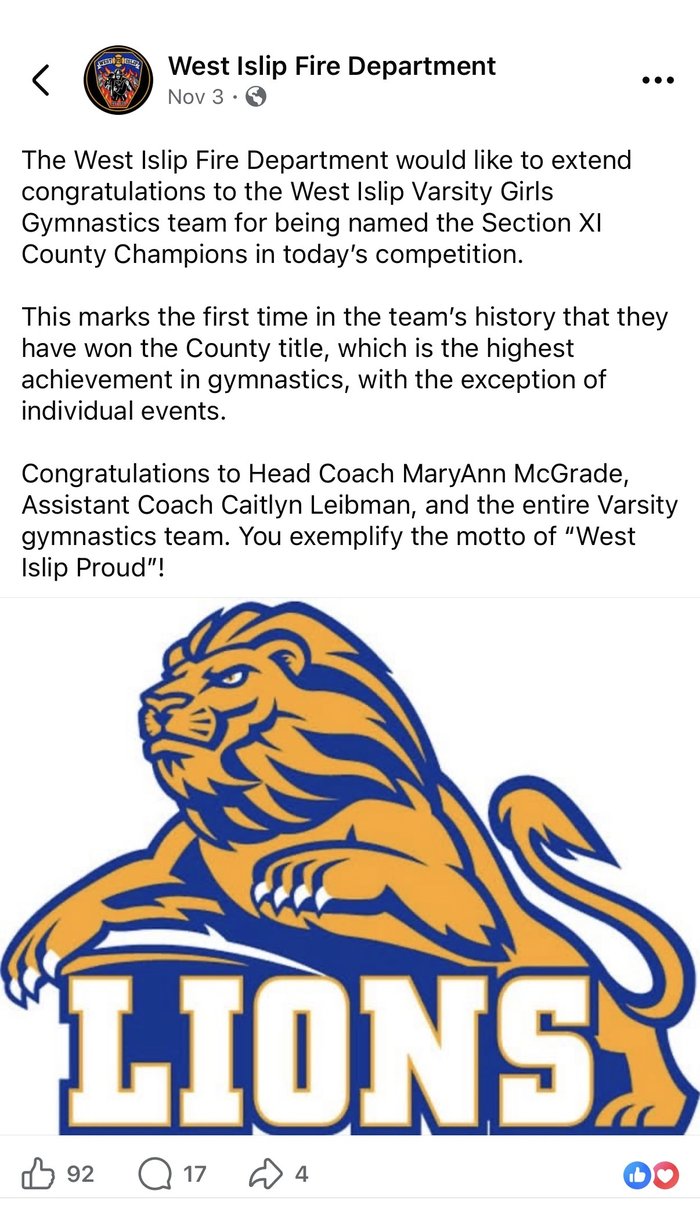 West Islip Fire Department
Nov 3 ·
The West Islip Fire Department would like to extend
congratulations to the West Islip Varsity Girls
Gymnastics team for being named the Section XI
County Champions in today’s competition.
This marks the first time in the team’s history that they
have won the County title, which is the highest
achievement in gymnastics, with the exception of
individual events.
Congratulations to Head Coach MaryAnn McGrade,
Assistant Coach Caitlyn Leibman, and the entire Varsity
gymnastics team. You exemplify the motto of “West
Islip Proud”!
LIONS
92
17
4